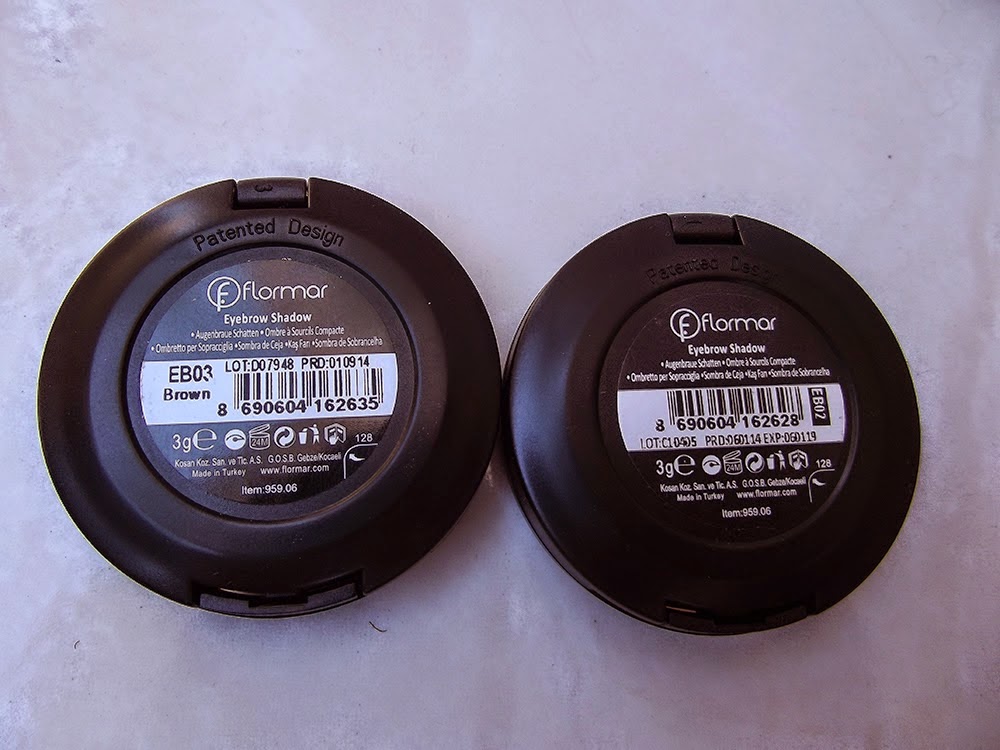 Patented Design
flormar
Eyebrow Shadow
• Augenbraue Schatten • Ombre à Sourcils Compacte
• Ombretto per Sopracciglia • Sombra de Ceja • Kaş Farı • Sombra de Sobrancelha
EB03
Brown
LOT:D07948 PRD:010914
8 690604 162635
3g e 24M
128
Kosan Koz. San. ve Tic. A.S. G.O.S.B. Gebze/Kocaeli
Made in Turkey www.flormar.com
Item:959.06
Patented Design
flormar
Eyebrow Shadow
• Augenbraue Schatten • Ombre à Sourcils Compacte
• Ombretto per Sopracciglia • Sombra de Ceja • Kaş Farı • Sombra de Sobrancelha
8 690604 162628
EB02
LOT:C10405 PRD:060114 EXP:060119
3g e 24M
128
Kosan Koz. San. ve Tic. A.S. G.O.S.B. Gebze/Kocaeli
Made in Turkey www.flormar.com
Item:959.06